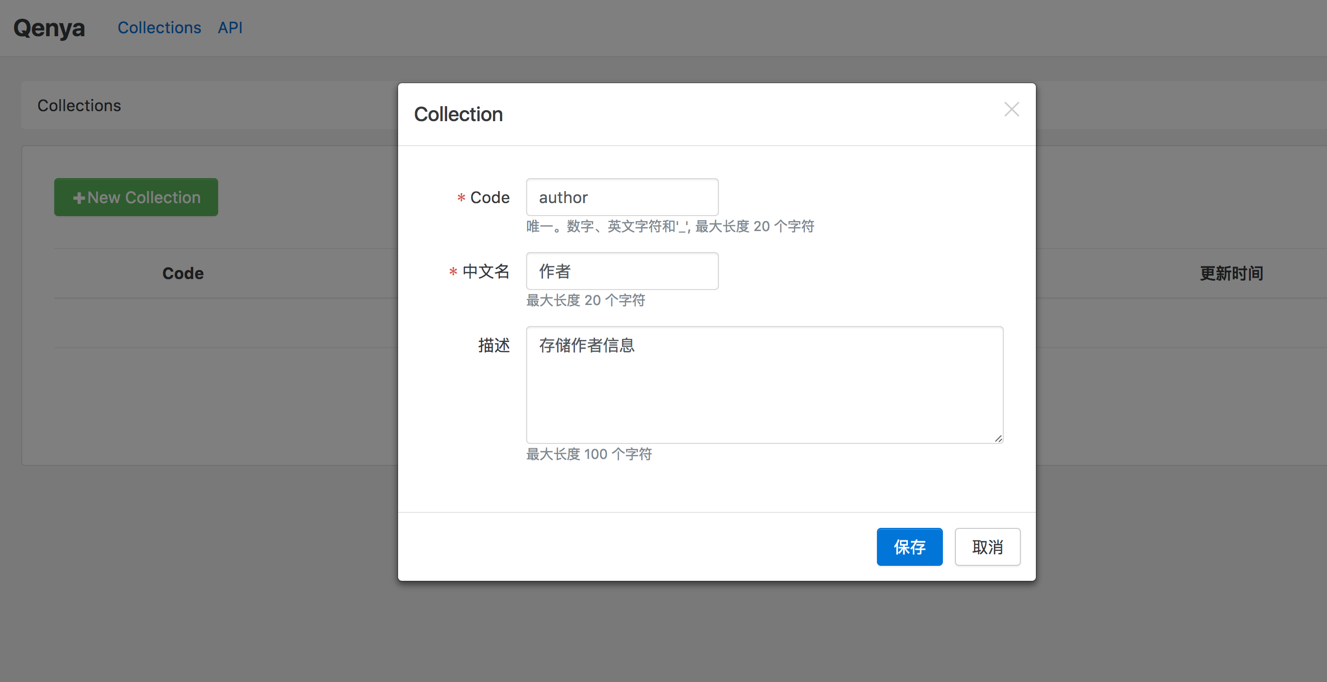 Qenya Collections API
Collections
Collection
New Collection
* Code author
唯一。数字、英文字符和'_', 最大长度 20 个字符
Code
更新时间
* 中文名 作者
最大长度 20 个字符
描述 存储作者信息
最大长度 100 个字符
保存 取消